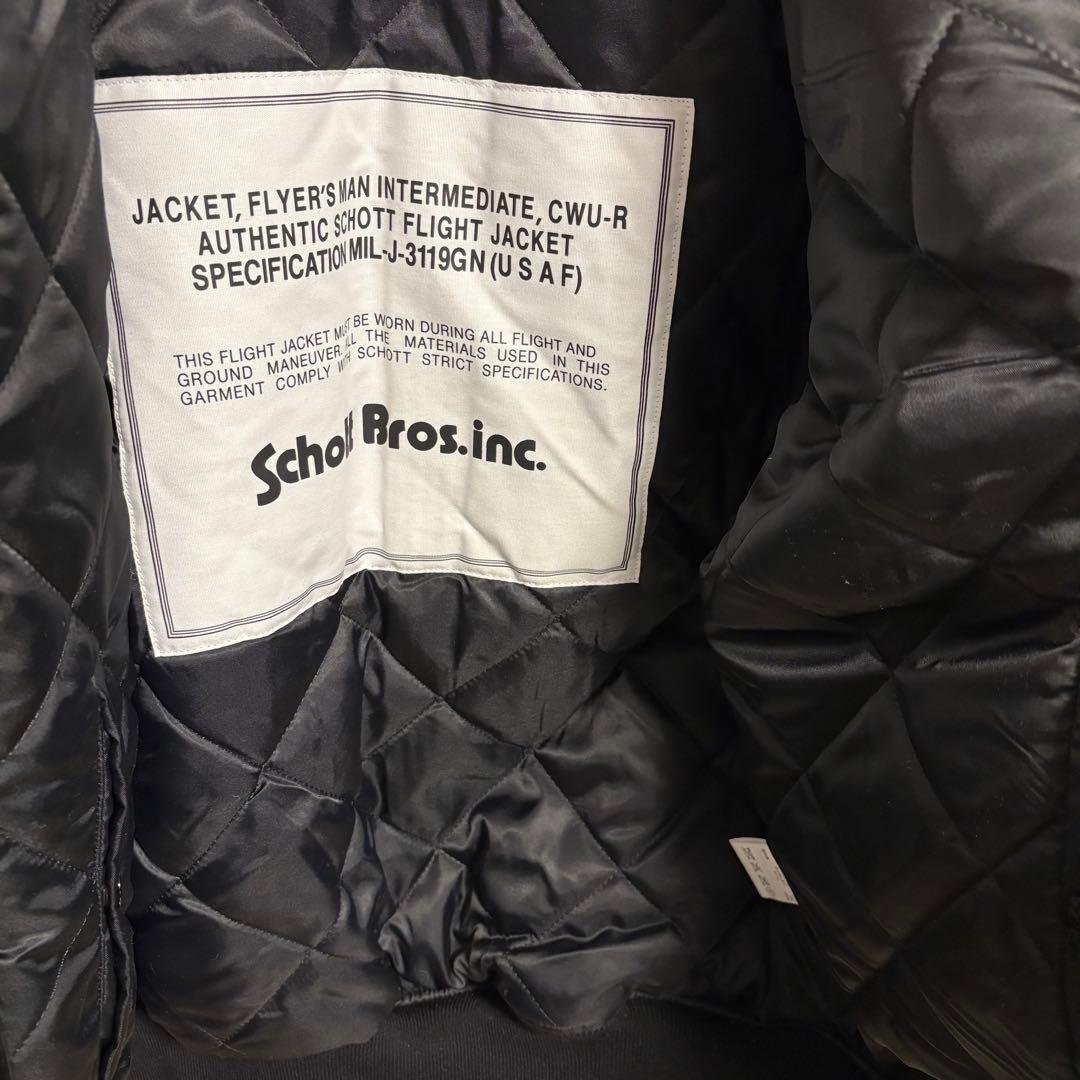 JACKET, FLYER'S MAN INTERMEDIATE, CWU-R
AUTHENTIC SCHOTT FLIGHT JACKET
SPECIFICATION MIL-J-3119GN (U S A F)
THIS FLIGHT JACKET MUST BE WORN DURING ALL FLIGHT AND
GROUND MANEUVER. ALL THE MATERIALS USED IN THIS
GARMENT COMPLY WITH SCHOTT STRICT SPECIFICATIONS.
Schott Bros.inc.